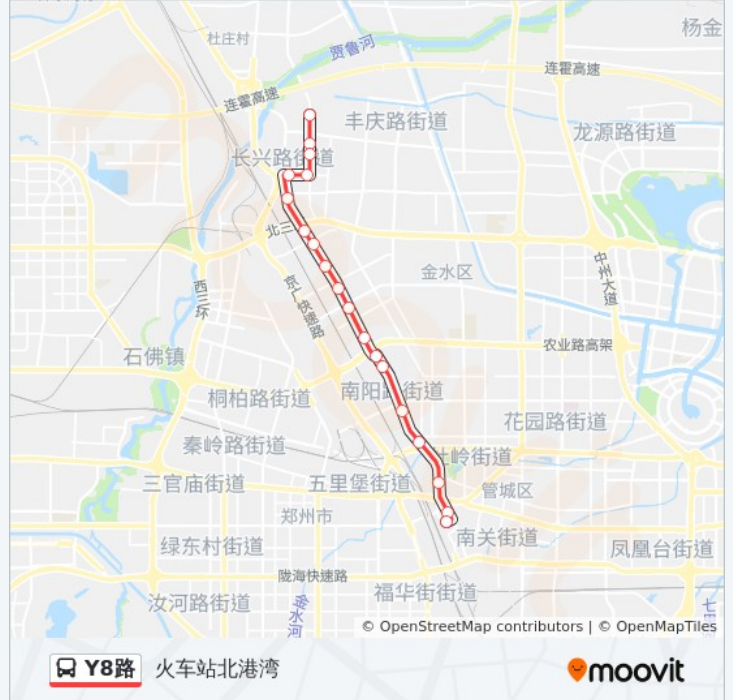 杜庄村
贾鲁河
杨金
连霍高速
连霍高速
丰庆路街道
龙源路街道
长兴路街道
北三
金水区
中州大道
西三环
京广快速路
农业路高架
石佛镇
桐柏路街道
街道
花园路街道
秦岭路街道
杜岭街道
三官庙街道
五里堡街道
管城区
郑州市
南关街道
绿东村街道
凤凰台街道
陇海快速路
福华街街道
汝河路街道
金水河
© OpenStreetMap contributors | © OpenMapTiles
Y8路 火车站北港湾
moovit